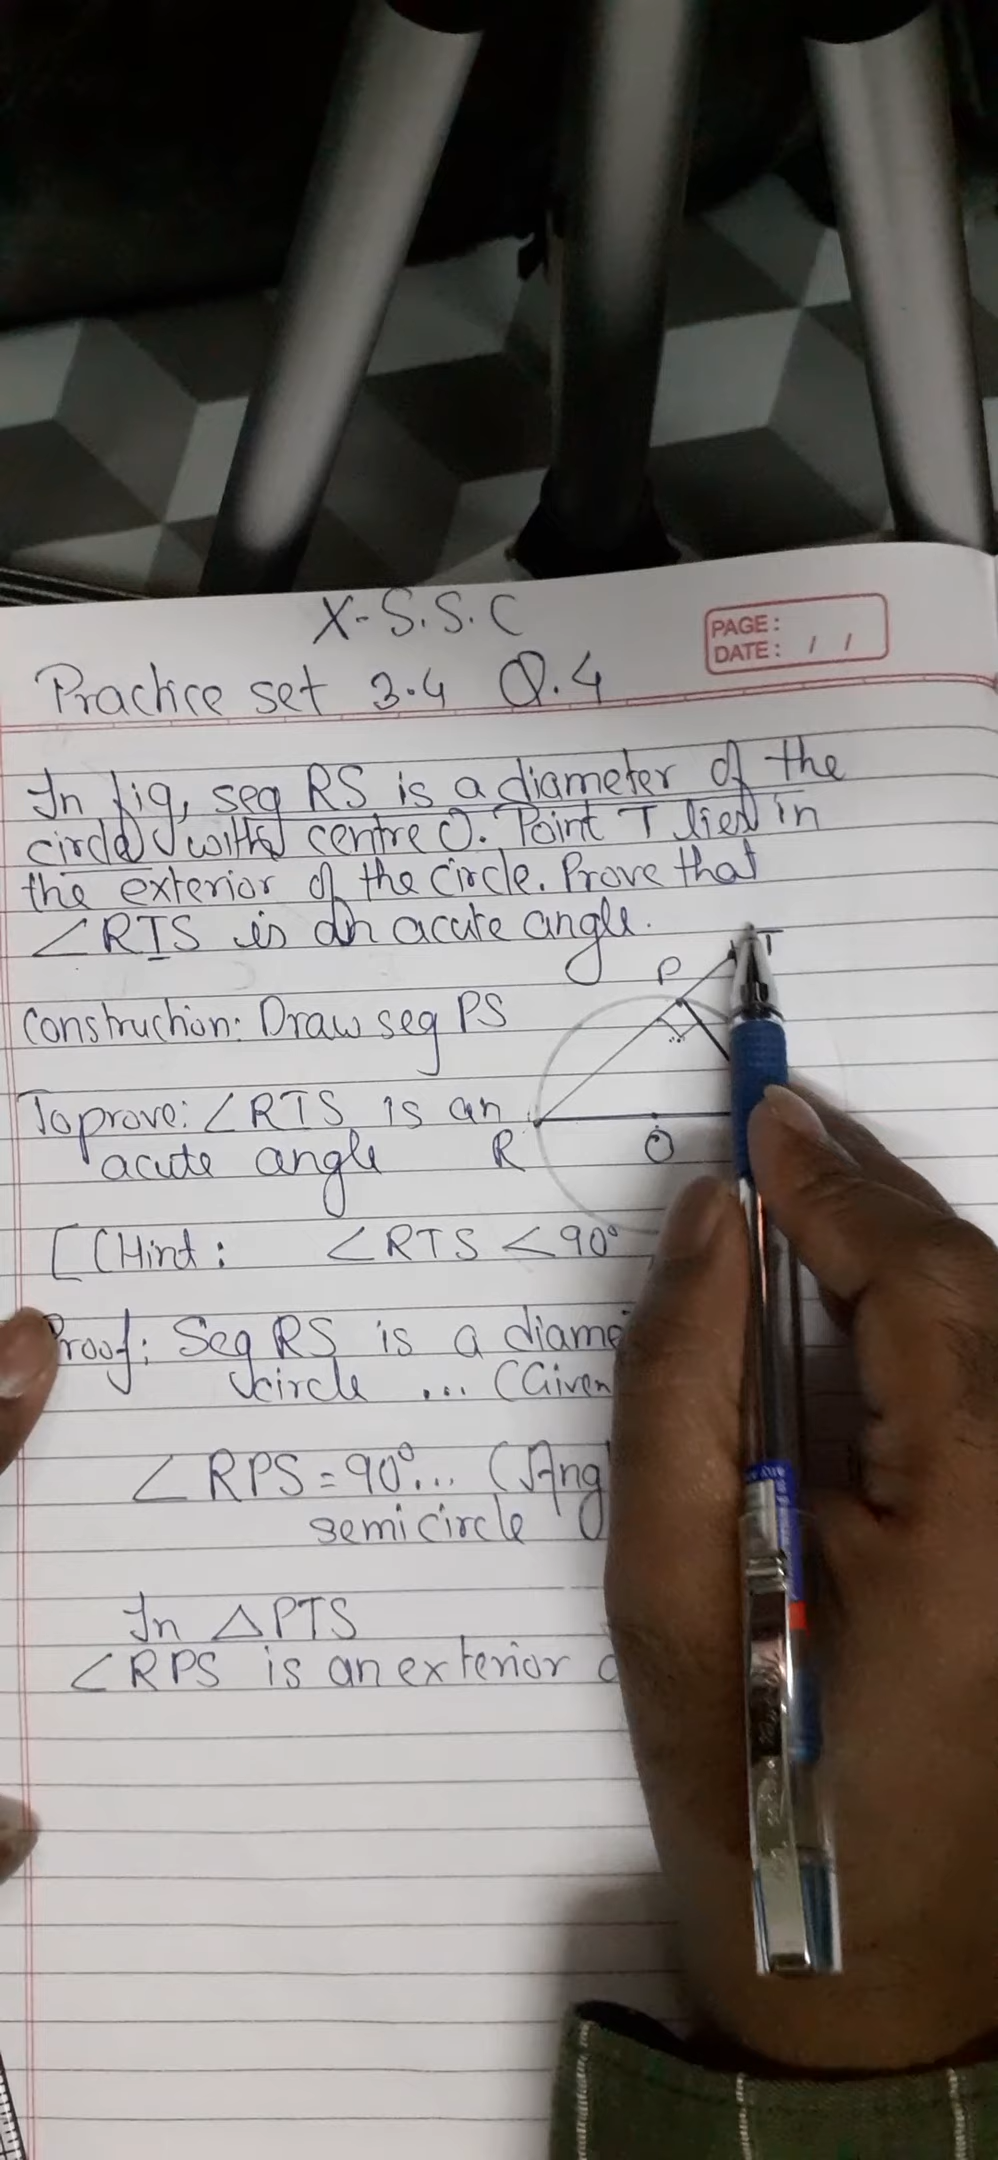 X-S.S.C
PAGE:
DATE: / /
Practice set 3.4 Q.4
In fig, seg RS is a diameter of the
circle with centre O. Point T lies in
the exterior of the circle. Prove that
∠RTS is an acute angle.
T
P
Construction: Draw seg PS
To prove: ∠RTS is an
acute angle
R
O
[(Hint: ∠RTS < 90°
Proof: Seg RS is a
circle ... (Given
∠RPS = 90°... (
semicircle
In △PTS
∠RPS is an exterior